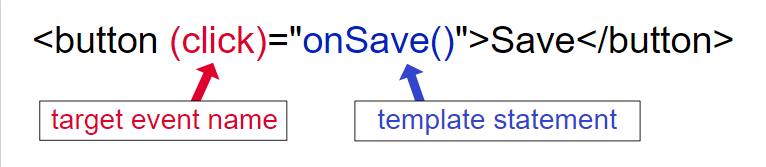 <button (click)="onSave()">Save</button>
target event name
template statement